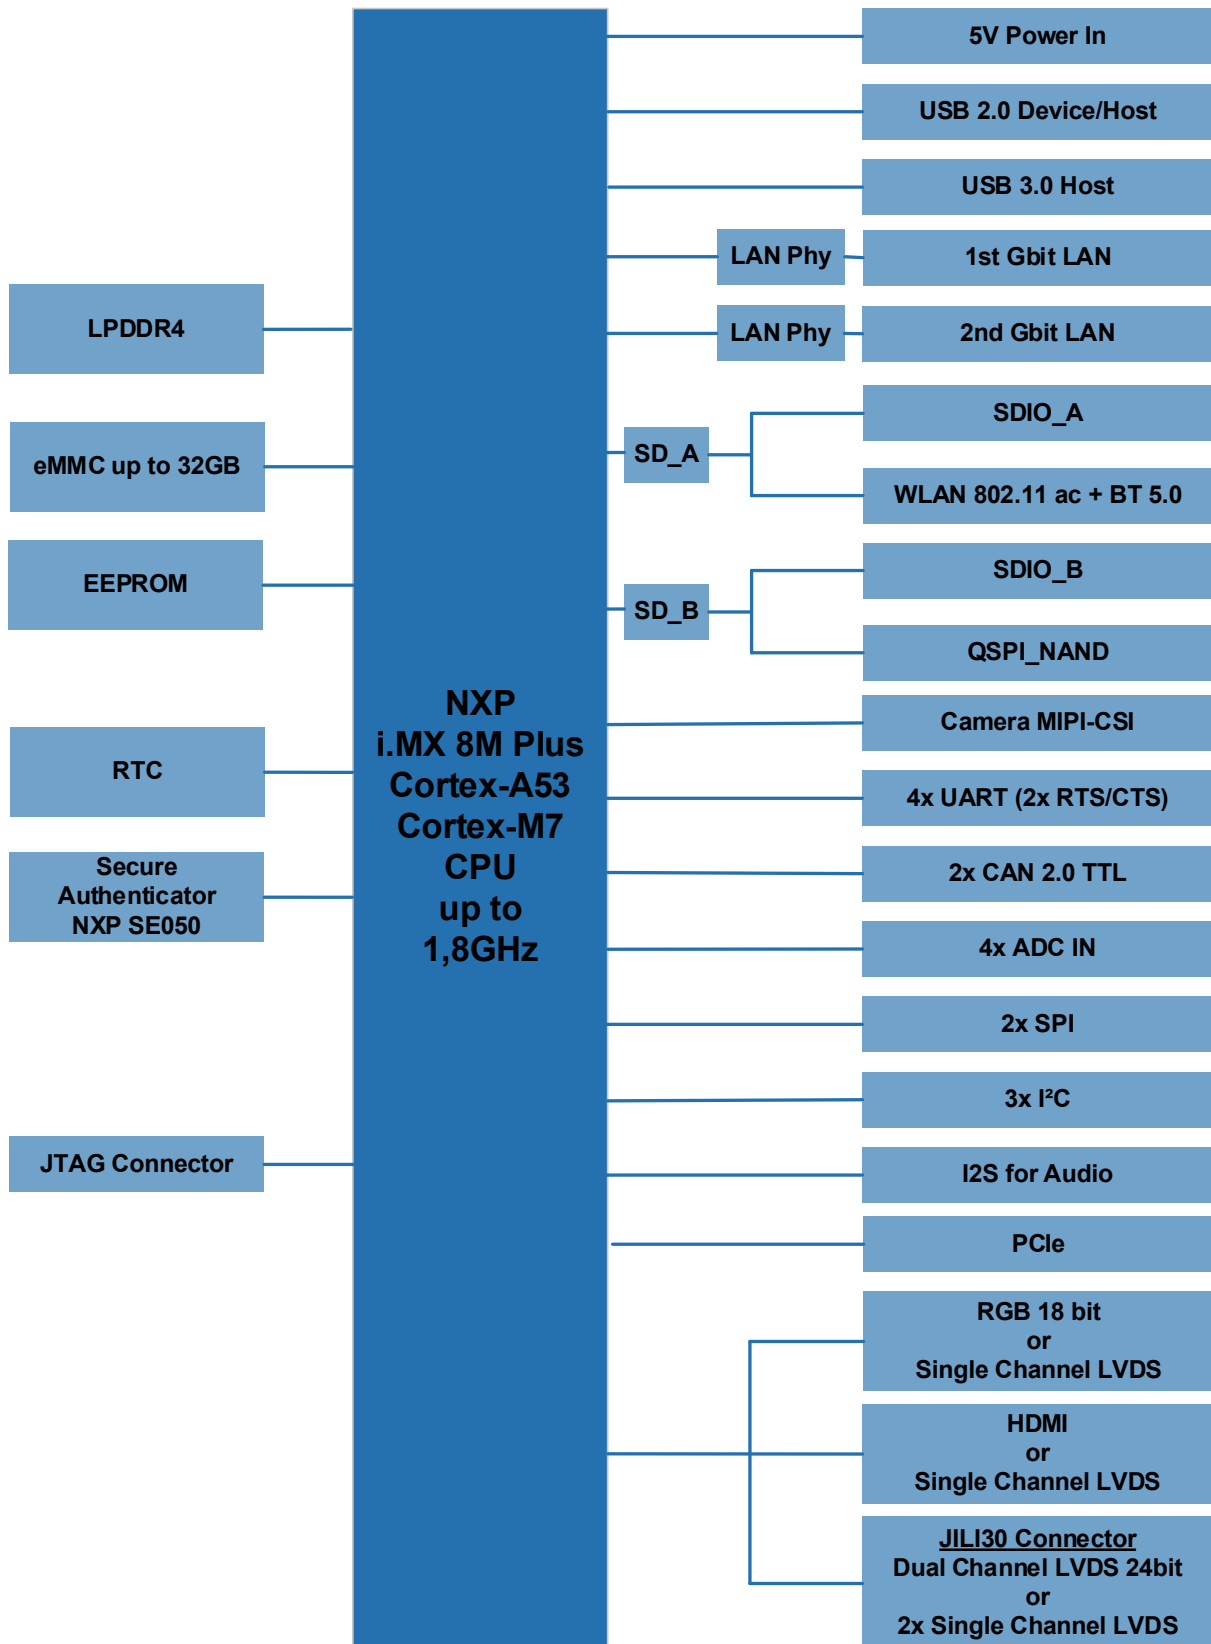 5V Power In
USB 2.0 Device/Host
USB 3.0 Host
LAN Phy
1st Gbit LAN
LAN Phy
2nd Gbit LAN
LPDDR4
SDIO_A
SD_A
eMMC up to 32GB
WLAN 802.11 ac + BT 5.0
SDIO_B
EEPROM
SD_B
QSPI_NAND
NXP
i.MX 8M Plus
Cortex-A53
Cortex-M7
CPU
up to
1,8GHz
Camera MIPI-CSI
RTC
4x UART (2x RTS/CTS)
Secure
Authenticator
NXP SE050
2x CAN 2.0 TTL
4x ADC IN
2x SPI
3x I²C
JTAG Connector
I2S for Audio
PCIe
RGB 18 bit
or
Single Channel LVDS
HDMI
or
Single Channel LVDS
JILI30 Connector
Dual Channel LVDS 24bit
or
2x Single Channel LVDS